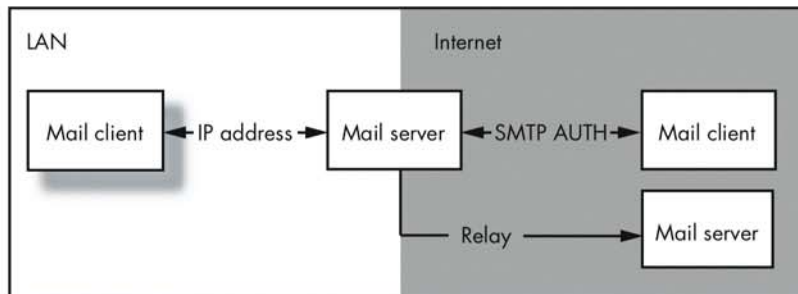 LAN
Internet
Mail client
IP address
Mail server
SMTP AUTH
Mail client
Relay
Mail server